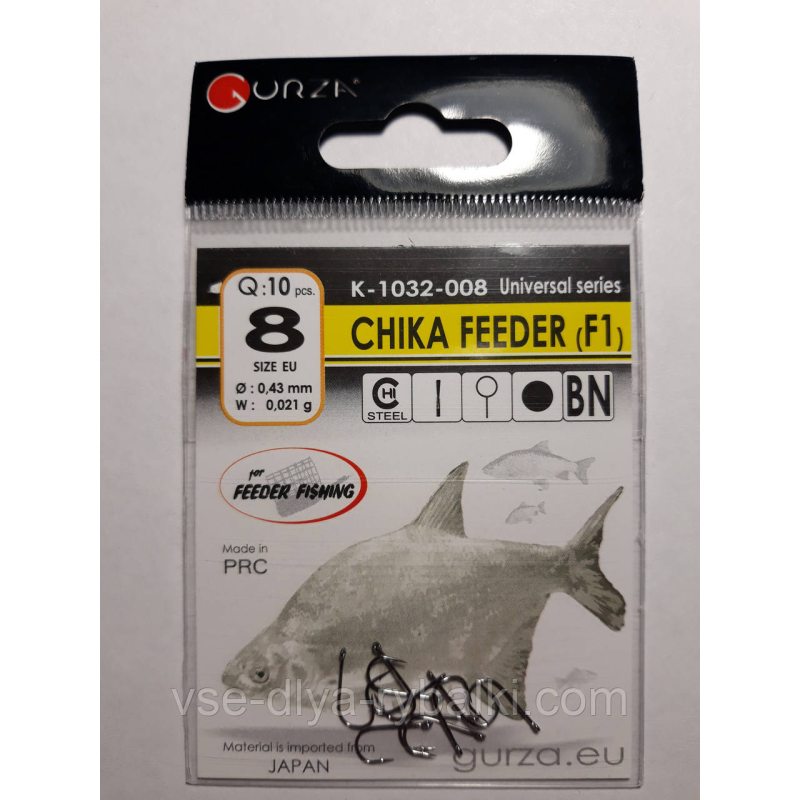 GURZA
Q:10 pcs.
8
SIZE EU
Ø : 0,43 mm
W : 0,021 g
K-1032-008 Universal series
CHIKA FEEDER (F1)
CHI
STEEL
BN
for
FEEDER FISHING
Made in
PRC
vse-dlya-rybalki.com
Material is imported from
JAPAN
gurza.eu